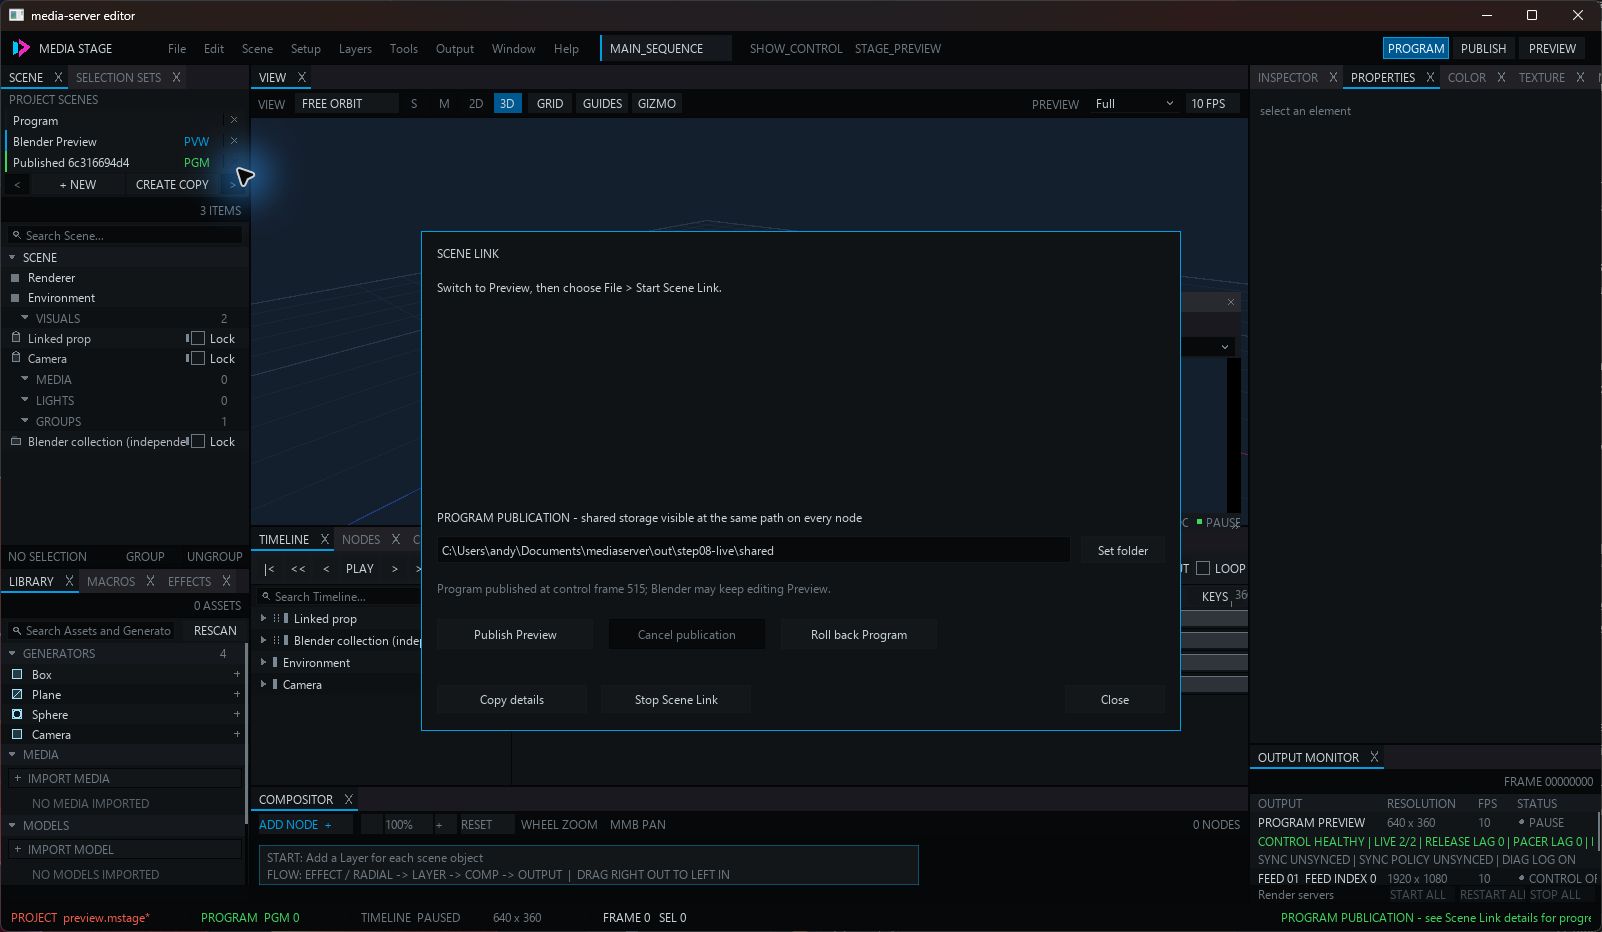 media-server editor
MEDIA STAGE
File Edit Scene Setup Layers Tools Output Window Help
MAIN_SEQUENCE
SHOW_CONTROL STAGE_PREVIEW
PROGRAM PUBLISH PREVIEW
SCENE X SELECTION SETS X
VIEW X
INSPECTOR X PROPERTIES X COLOR X TEXTURE X
PROJECT SCENES
VIEW FREE ORBIT S M 2D 3D GRID GUIDES GIZMO
PREVIEW Full 10 FPS
select an element
Program
Blender Preview PVW
Published 6c316694d4 PGM
< + NEW CREATE COPY >
3 ITEMS
Search Scene...
SCENE
Renderer
Environment
VISUALS 2
Linked prop Lock
Camera Lock
MEDIA 0
LIGHTS 0
GROUPS 1
Blender collection (independe Lock
NO SELECTION GROUP UNGROUP
SCENE LINK
Switch to Preview, then choose File > Start Scene Link.
PROGRAM PUBLICATION - shared storage visible at the same path on every node
C:\Users\andy\Documents\mediaserver\out\step08-live\shared
Set folder
Program published at control frame 515; Blender may keep editing Preview.
Publish Preview Cancel publication Roll back Program
Copy details Stop Scene Link Close
PAUSE
LIBRARY X MACROS X EFFECTS X
0 ASSETS
Search Assets and Generato RESCAN
GENERATORS 4
Box +
Plane +
Sphere +
Camera +
MEDIA
+ IMPORT MEDIA
NO MEDIA IMPORTED
MODELS
+ IMPORT MODEL
NO MODELS IMPORTED
TIMELINE X NODES X
|< << < PLAY > >
LOOP
Search Timeline...
KEYS 36
Linked prop
Blender collection (indep
Environment
Camera
COMPOSITOR X
ADD NODE + 100% + RESET WHEEL ZOOM MMB PAN
0 NODES
START: Add a Layer for each scene object
FLOW: EFFECT / RADIAL -> LAYER -> COMP -> OUTPUT | DRAG RIGHT OUT TO LEFT IN
OUTPUT MONITOR X
FRAME 00000000
OUTPUT RESOLUTION FPS STATUS
PROGRAM PREVIEW 640 x 360 10 PAUSE
CONTROL HEALTHY | LIVE 2/2 | RELEASE LAG 0 | PACER LAG 0 |
SYNC UNSYNCED | SYNC POLICY UNSYNCED | DIAG LOG ON
FEED 01 FEED INDEX 0 1920 x 1080 10 CONTROL OF
Render servers START ALL RESTART ALL STOP ALL
PROJECT preview.mstage*
PROGRAM PGM 0
TIMELINE PAUSED
640 x 360
FRAME 0 SEL 0
PROGRAM PUBLICATION - see Scene Link details for progre